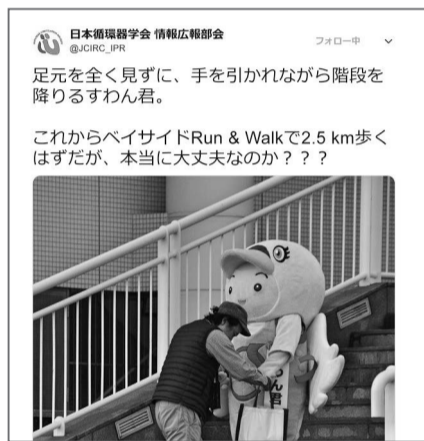 日本循環器学会 情報広報部会
@JCIRC_IPR
フォロー中
足元を全く見ずに、手を引かれながら階段を
降りるすわん君。
これからベイサイドRun & Walkで2.5 km歩く
はずだが、本当に大丈夫なのか？？？
ん君